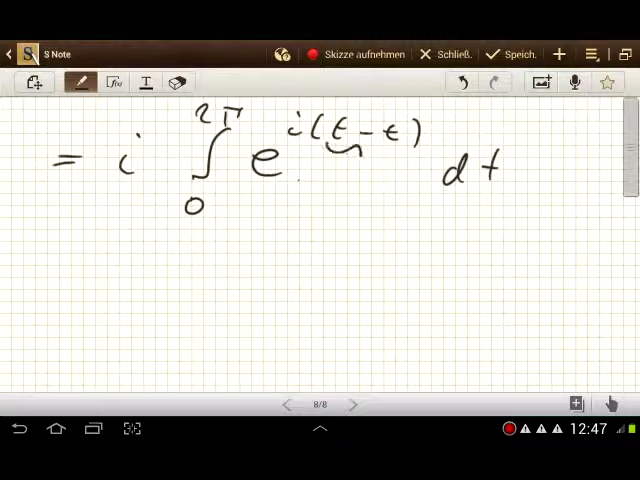 S Note
Skizze aufnehmen
Schließ.
Speich.
= i ∫₀^{2π} e^{i(t-t)} dt
8/8
12:47